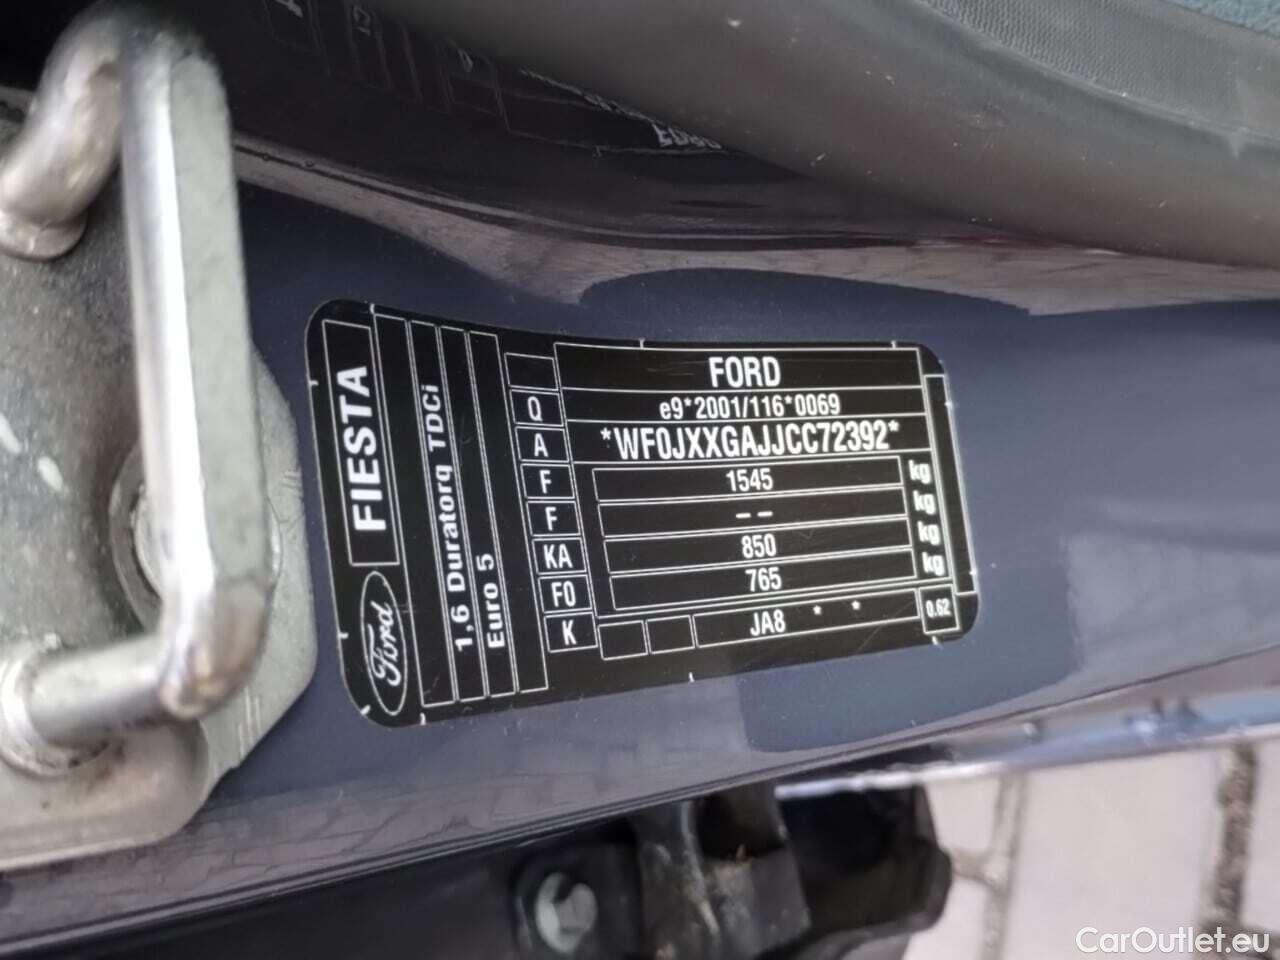 FORD
e9*2001/116*0069
*WF0JXXGAJJCC72392*
1545 kg
-- kg
850 kg
765 kg
JA8 * * 0.62
Q
A
F
F
KA
FO
K
FIESTA
Ford
1,6 Duratorq TDCi
Euro 5
CarOutlet.eu